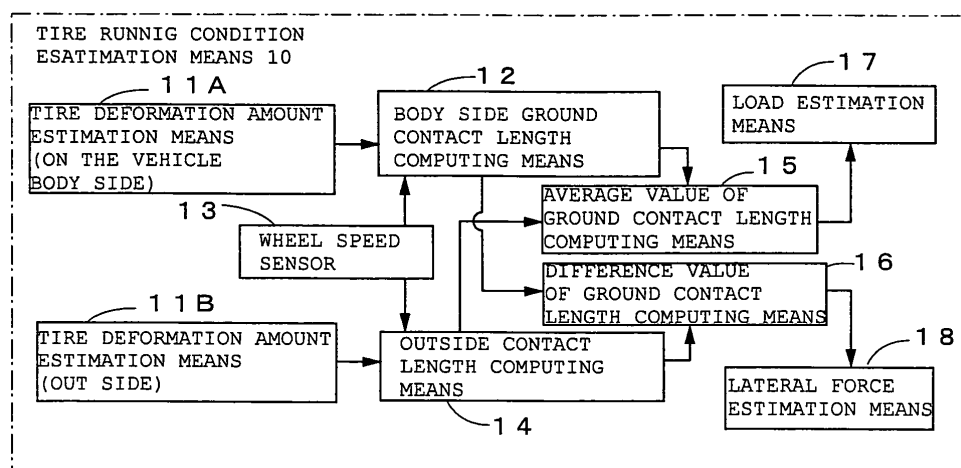 TIRE RUNNIG CONDITION
ESATIMATION MEANS 10
11A
TIRE DEFORMATION AMOUNT
ESTIMATION MEANS
(ON THE VEHICLE
BODY SIDE)
12
BODY SIDE GROUND
CONTACT LENGTH
COMPUTING MEANS
17
LOAD ESTIMATION
MEANS
13
WHEEL SPEED
SENSOR
15
AVERAGE VALUE OF
GROUND CONTACT LENGTH
COMPUTING MEANS
16
DIFFERENCE VALUE
OF GROUND CONTACT
LENGTH COMPUTING MEANS
11B
TIRE DEFORMATION AMOUNT
ESTIMATION MEANS
(OUT SIDE)
OUTSIDE CONTACT
LENGTH COMPUTING
MEANS
14
18
LATERAL FORCE
ESTIMATION MEANS